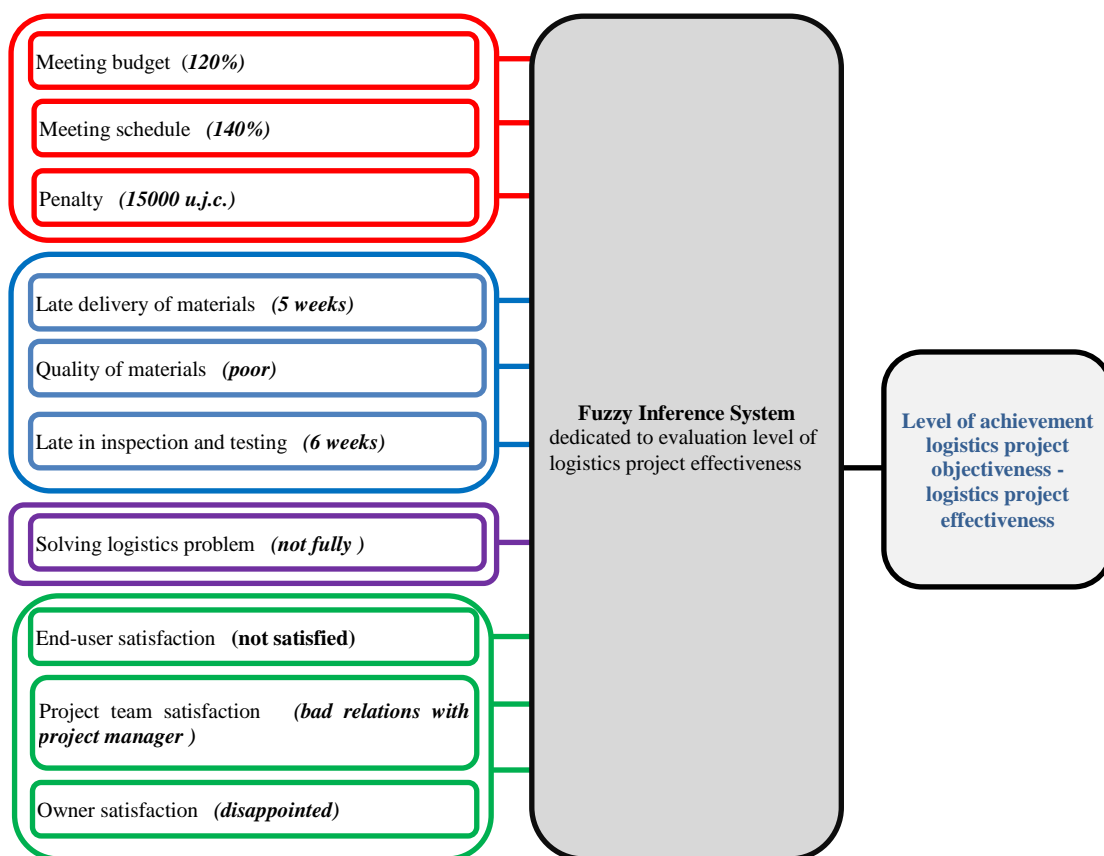 Meeting budget (120%)
Meeting schedule (140%)
Penalty (15000 u.j.c.)
Late delivery of materials (5 weeks)
Quality of materials (poor)
Late in inspection and testing (6 weeks)
Solving logistics problem (not fully )
End-user satisfaction (not satisfied)
Project team satisfaction (bad relations with
project manager )
Owner satisfaction (disappointed)
Fuzzy Inference System
dedicated to evaluation level of
logistics project effectiveness
Level of achievement
logistics project
objectiveness -
logistics project
effectiveness